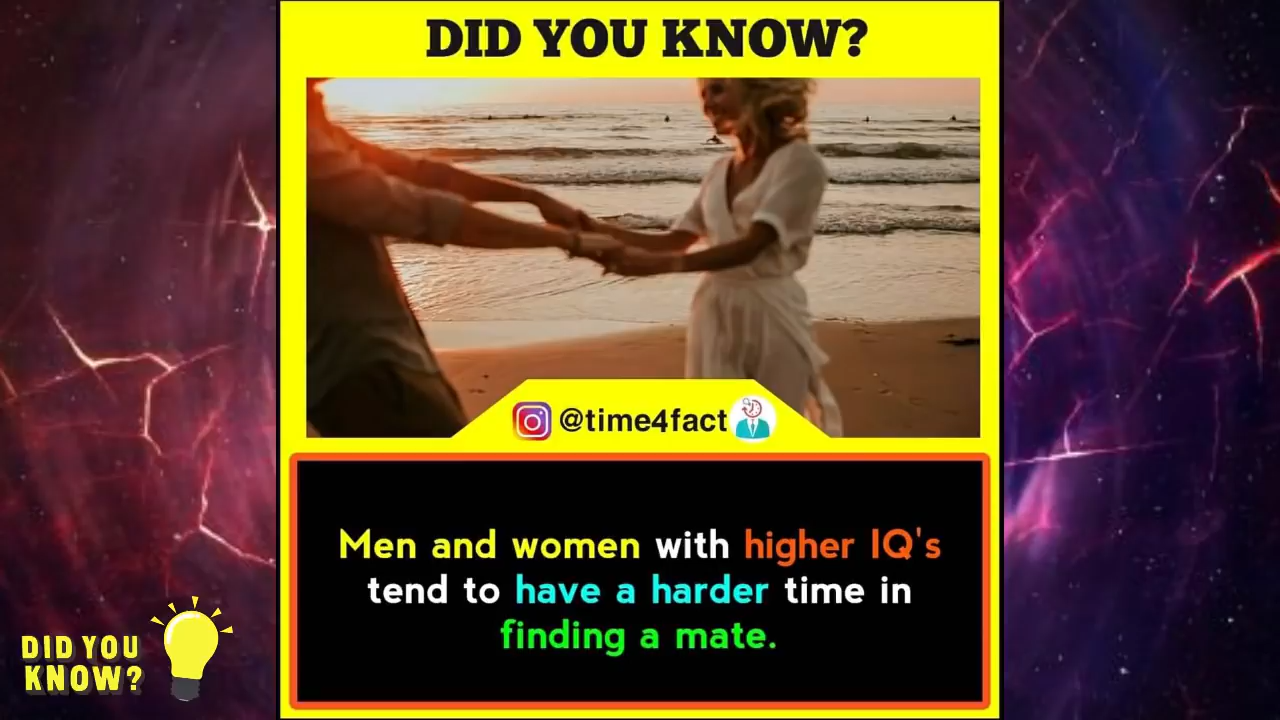 DID YOU KNOW?
@time4fact
Men and women with higher IQ's
tend to have a harder time in
finding a mate.
DID YOU
KNOW?